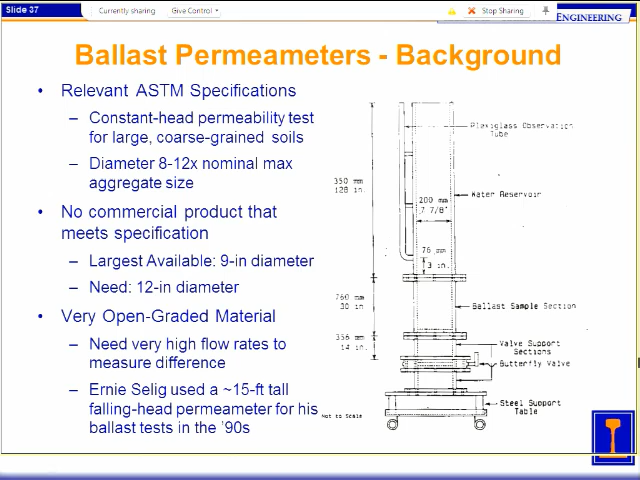 Slide 37
Currently sharing
Give Control
Stop Sharing
ENGINEERING
Ballast Permeameters - Background
• Relevant ASTM Specifications
– Constant-head permeability test
for large, coarse-grained soils
– Diameter 8-12x nominal max
aggregate size
• No commercial product that
meets specification
– Largest Available: 9-in diameter
– Need: 12-in diameter
• Very Open-Graded Material
– Need very high flow rates to
measure difference
– Ernie Selig used a ~15-ft tall
falling-head permeameter for his
ballast tests in the ’90s
Plexiglass Observation
Tube
350 mm
128 in.
Water Reservoir
200 mm
7 7/8"
76 mm
3 in.
760 mm
30 in.
Ballast Sample Section
356 mm
14 in.
Valve Support
Sections
Butterfly Valve
Not to Scale
Steel Support
Table